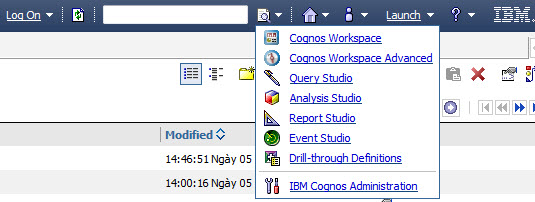 Log On Launch ? IBM.
Cognos Workspace
Cognos Workspace Advanced
Query Studio
Analysis Studio
Report Studio
Event Studio
Drill-through Definitions
IBM Cognos Administration
Modified
14:46:51 Ngày 05
14:00:16 Ngày 05